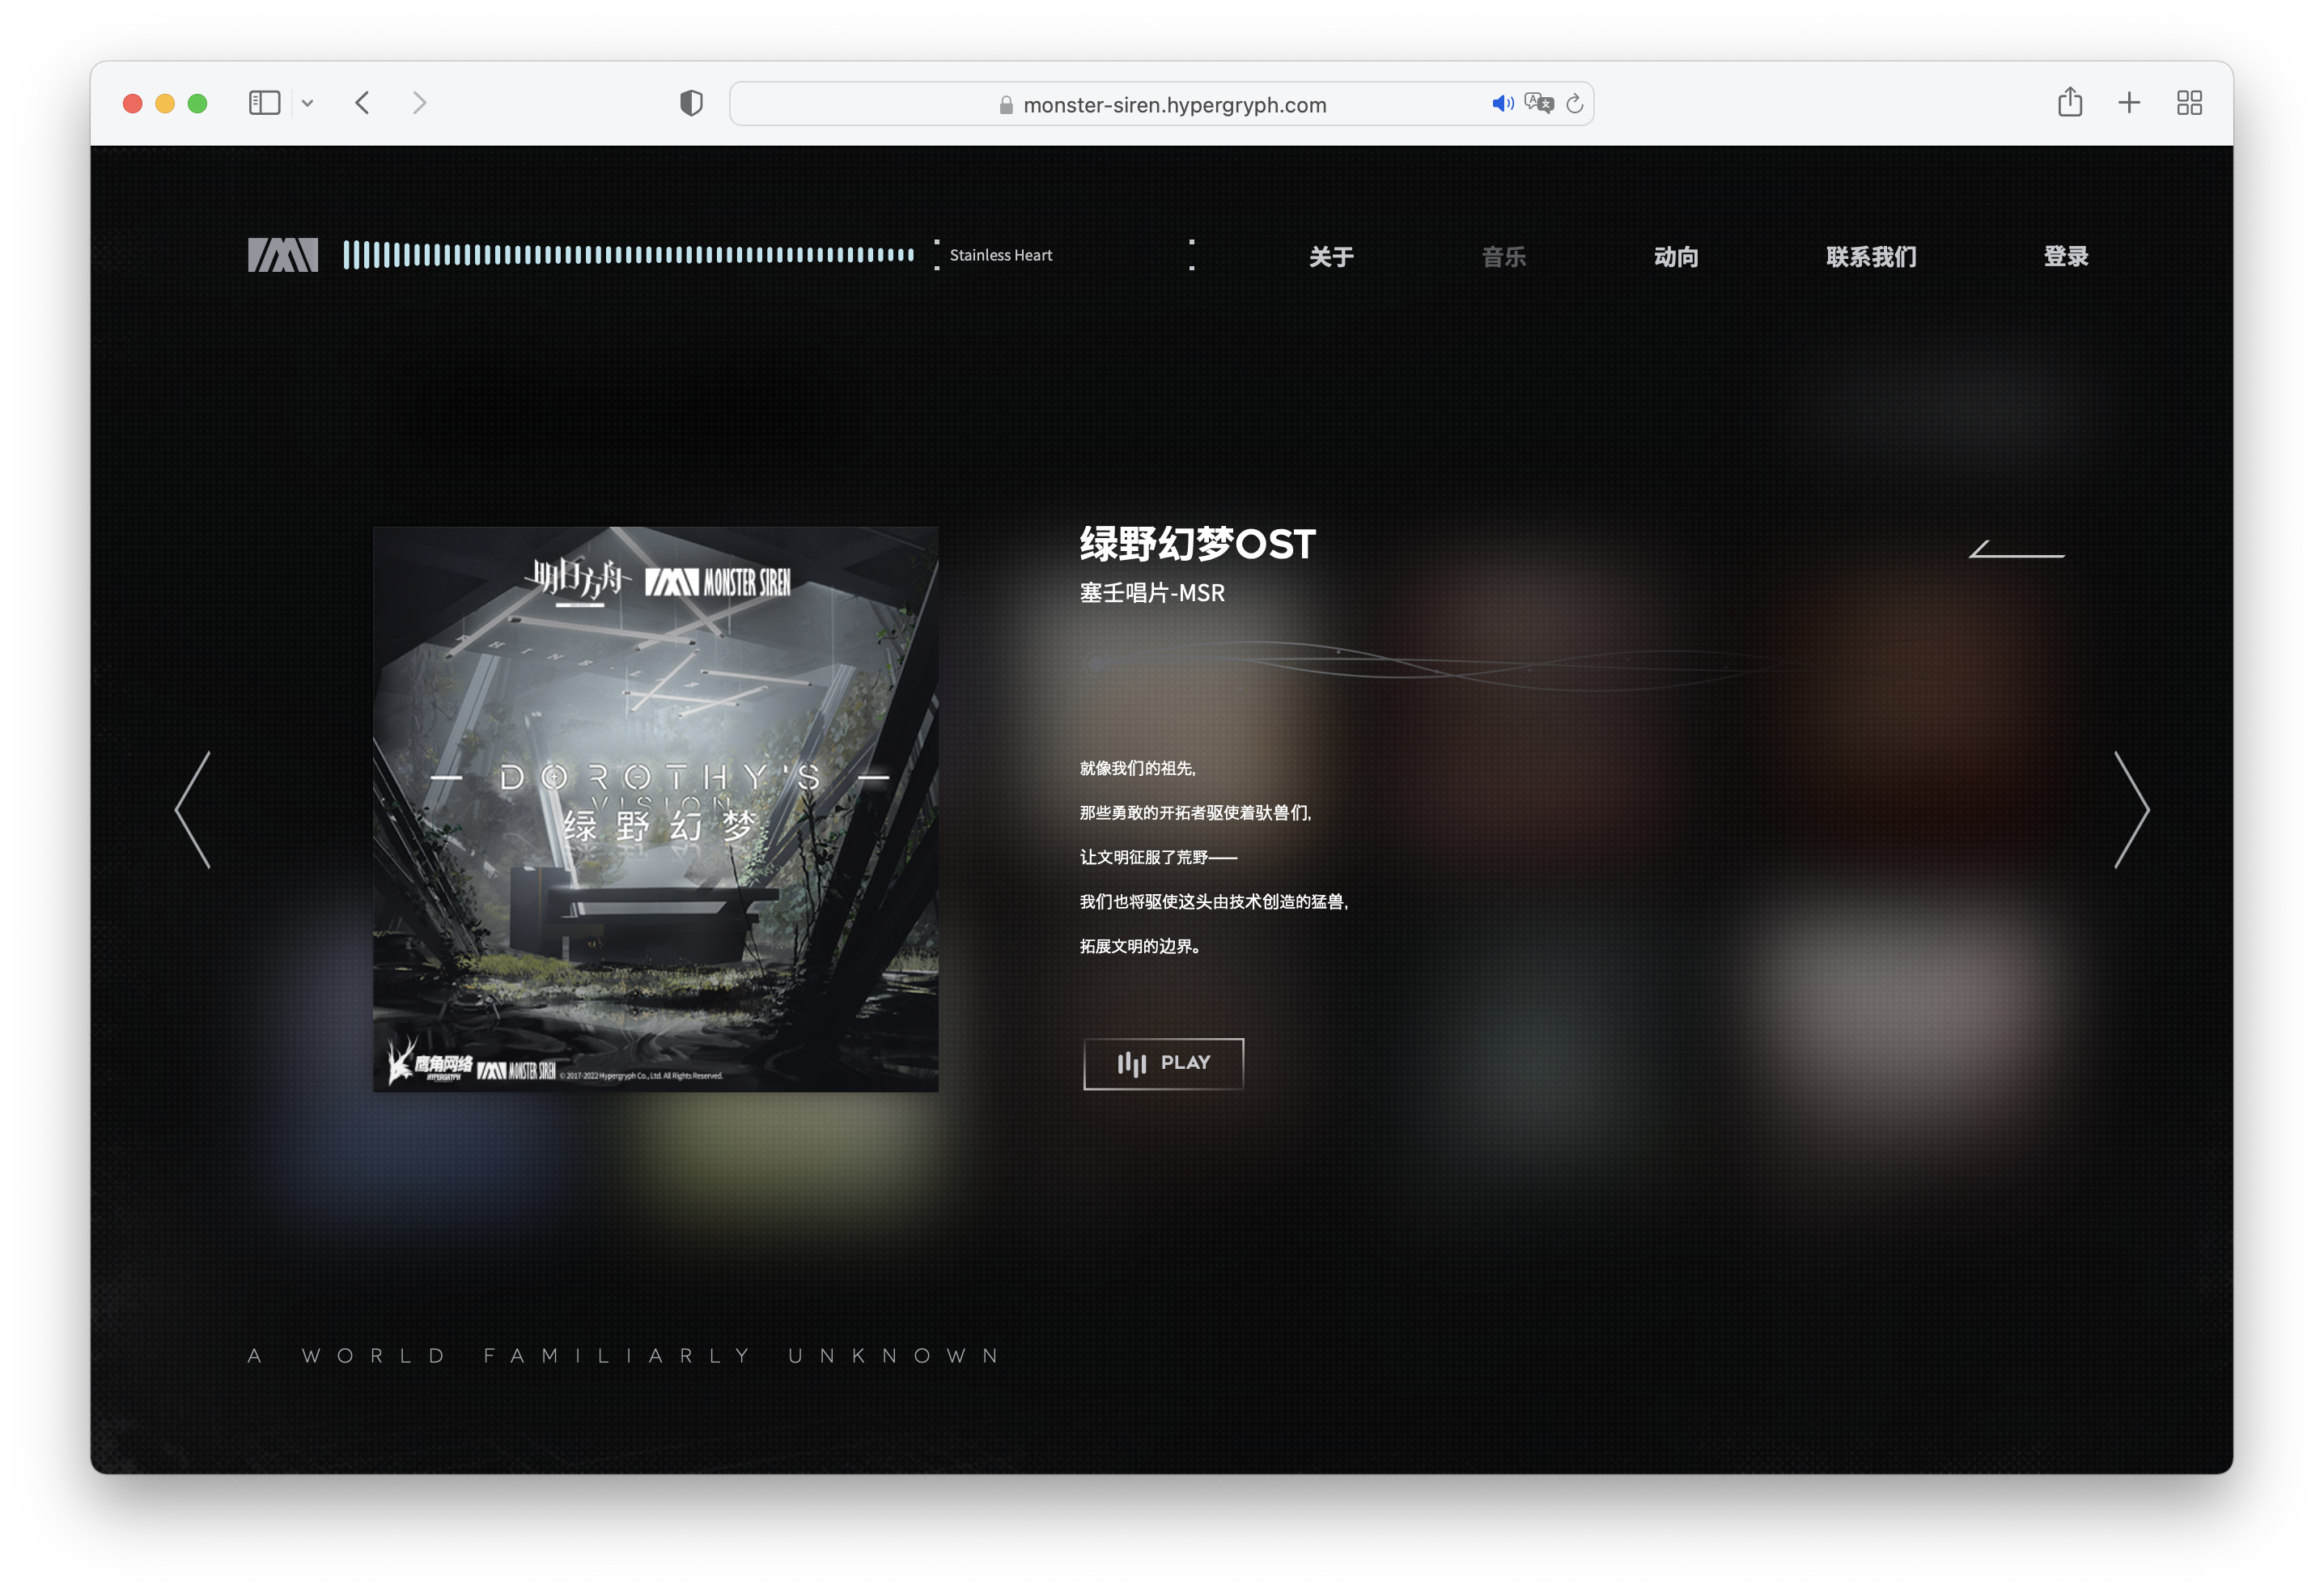 monster-siren.hypergryph.com
Stainless Heart
关于
音乐
动向
联系我们
登录
明日方舟
MONSTER SIREN
DOROTHY'S
VISION
绿野幻梦
鹰角网络
HYPERGRYPH
MONSTER SIREN
© 2017-2022 Hypergryph Co., Ltd. All Rights Reserved.
绿野幻梦OST
塞壬唱片-MSR
就像我们的祖先,
那些勇敢的开拓者驱使着驮兽们,
让文明征服了荒野——
我们也将驱使这头由技术创造的猛兽,
拓展文明的边界。
PLAY
A WORLD FAMILIARLY UNKNOWN